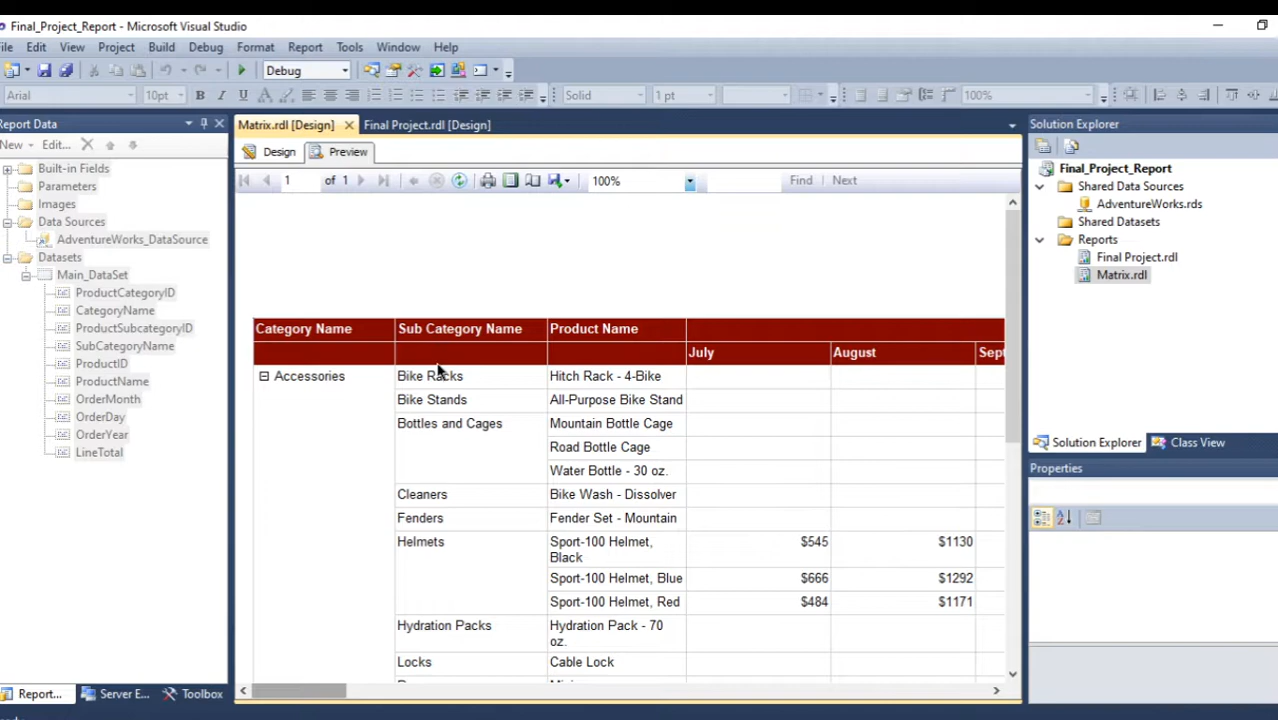 Final_Project_Report - Microsoft Visual Studio
File Edit View Project Build Debug Format Report Tools Window Help
Debug
Arial 10pt B I U A Solid 1 pt 100%
Report Data
New Edit...
Built-in Fields
Parameters
Images
Data Sources
AdventureWorks_DataSource
Datasets
Main_DataSet
ProductCategoryID
CategoryName
ProductSubcategoryID
SubCategoryName
ProductID
ProductName
OrderMonth
OrderDay
OrderYear
LineTotal
Report... Server E... Toolbox
Matrix.rdl [Design] Final Project.rdl [Design]
Design Preview
1 of 1 100% Find Next
Category Name Sub Category Name Product Name
July August Sept
Accessories Bike Racks Hitch Rack - 4-Bike
Bike Stands All-Purpose Bike Stand
Bottles and Cages Mountain Bottle Cage
Road Bottle Cage
Water Bottle - 30 oz.
Cleaners Bike Wash - Dissolver
Fenders Fender Set - Mountain
Helmets Sport-100 Helmet, $545 $1130
Black
Sport-100 Helmet, Blue $666 $1292
Sport-100 Helmet, Red $484 $1171
Hydration Packs Hydration Pack - 70
oz.
Locks Cable Lock
Solution Explorer
Final_Project_Report
Shared Data Sources
AdventureWorks.rds
Shared Datasets
Reports
Final Project.rdl
Matrix.rdl
Solution Explorer Class View
Properties